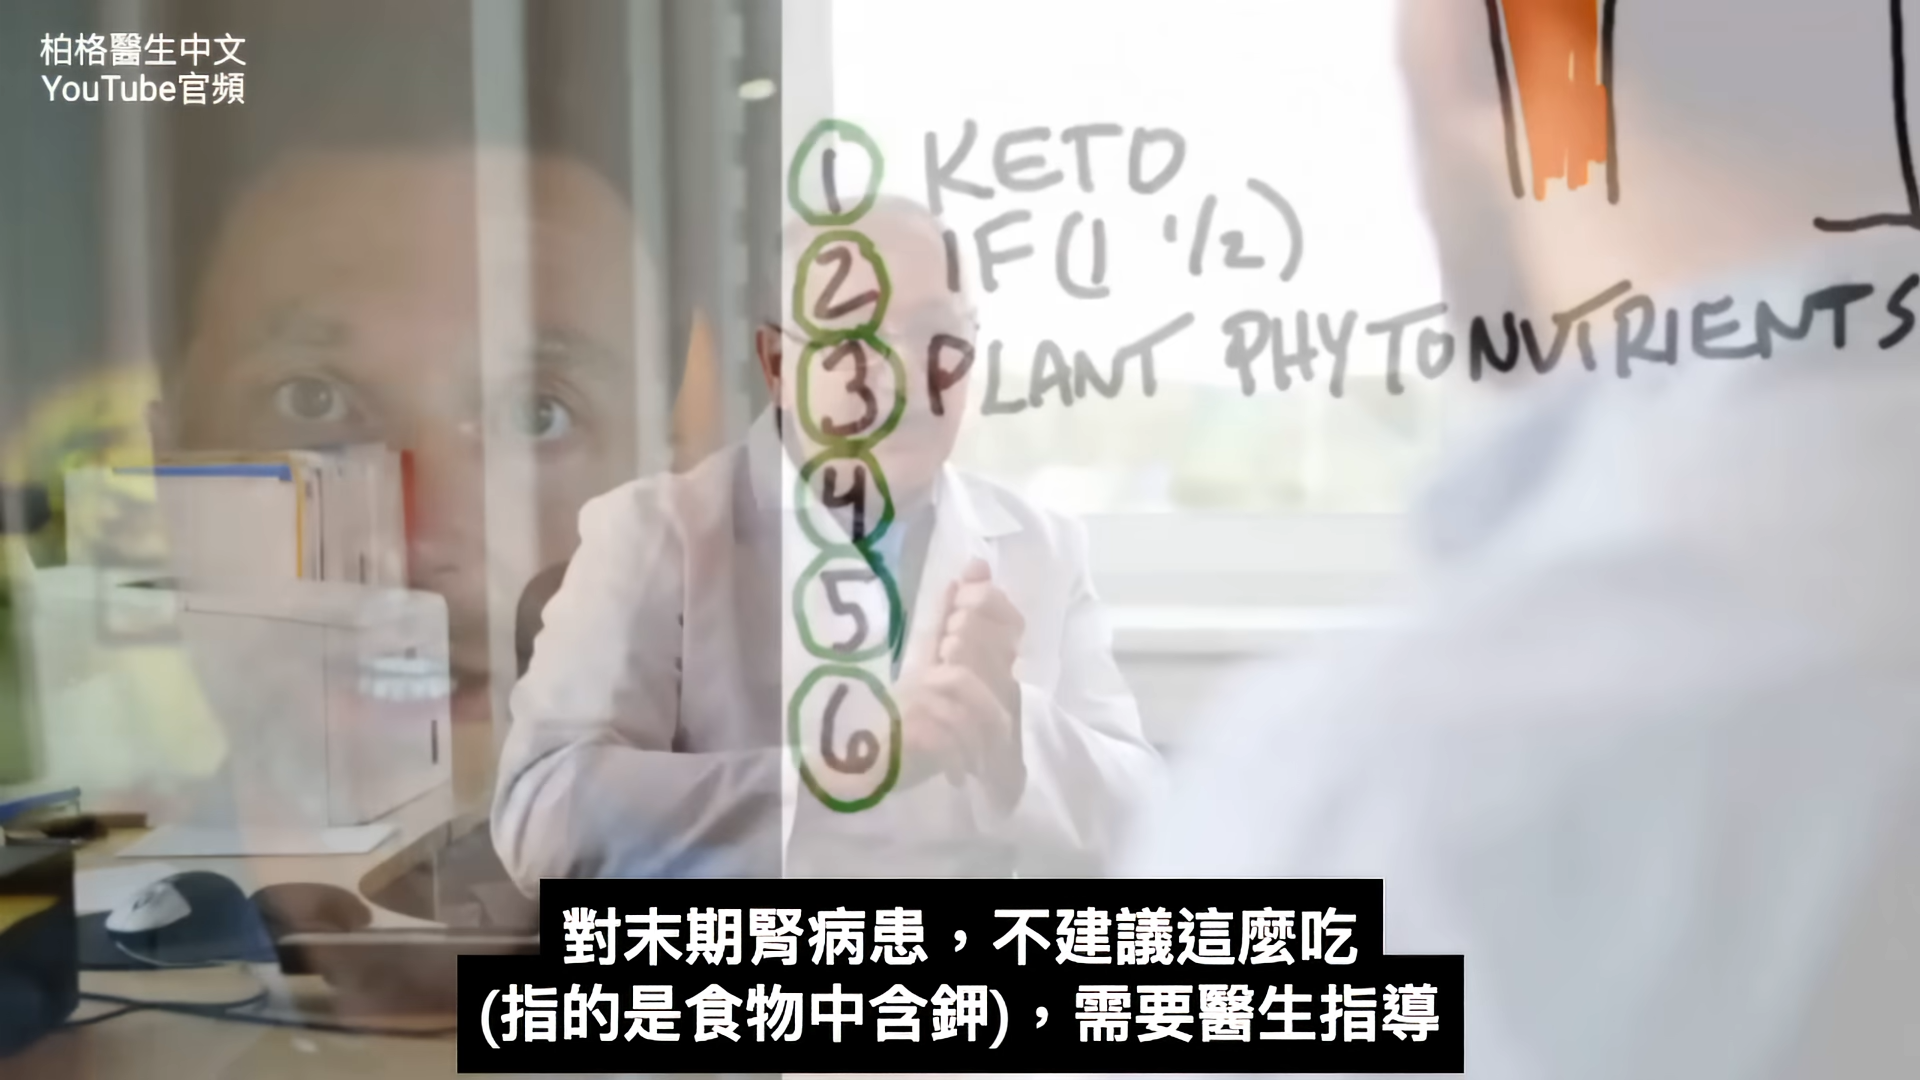 柏格醫生中文
YouTube官頻
1 KETO
2 IF (1 1/2)
3 PLANT PHYTONUTRIENTS
4
5
6
對末期腎病患，不建議這麼吃
(指的是食物中含鉀)，需要醫生指導